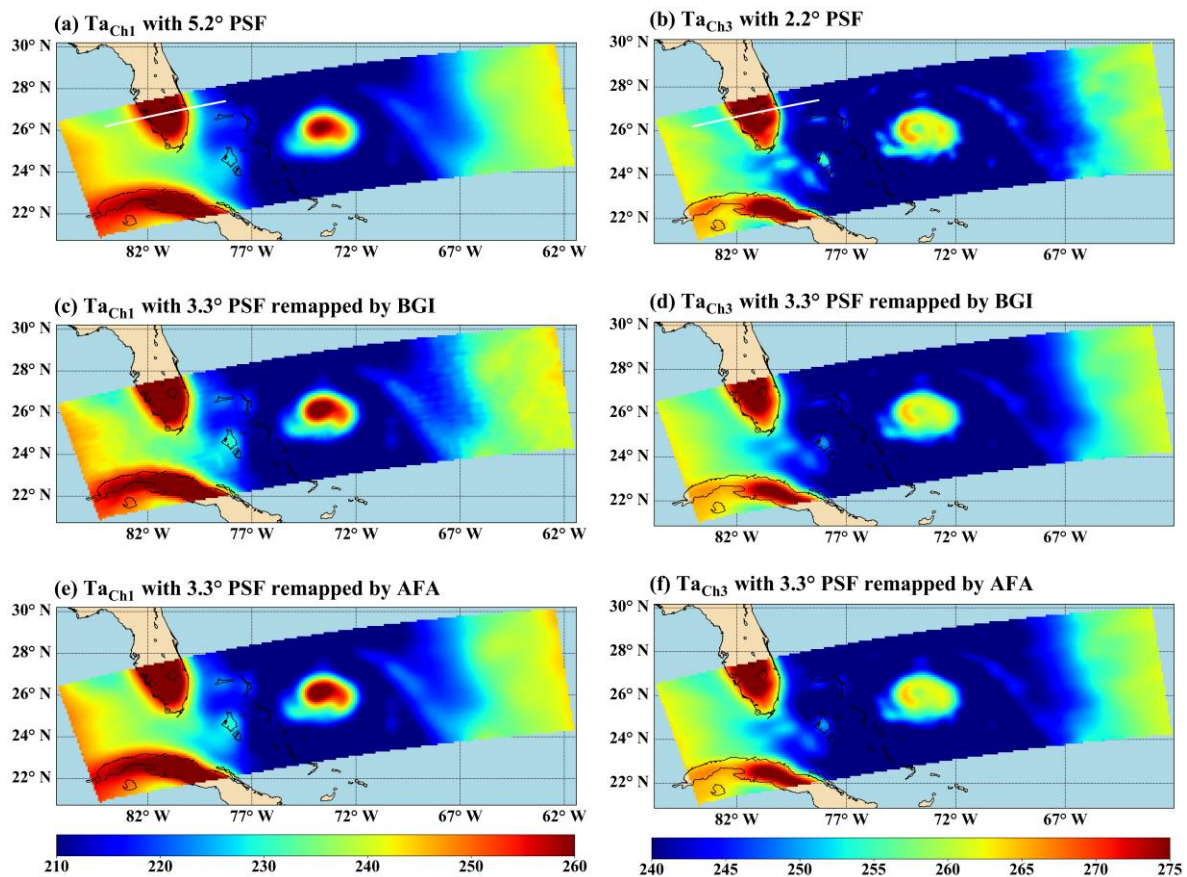 (a) Ta_Ch1 with 5.2° PSF
30° N
28° N
26° N
24° N
22° N
82° W 77° W 72° W 67° W 62° W
(b) Ta_Ch3 with 2.2° PSF
30° N
28° N
26° N
24° N
22° N
82° W 77° W 72° W 67° W
(c) Ta_Ch1 with 3.3° PSF remapped by BGI
30° N
28° N
26° N
24° N
22° N
82° W 77° W 72° W 67° W 62° W
(d) Ta_Ch3 with 3.3° PSF remapped by BGI
30° N
28° N
26° N
24° N
22° N
82° W 77° W 72° W 67° W
(e) Ta_Ch1 with 3.3° PSF remapped by AFA
30° N
28° N
26° N
24° N
22° N
82° W 77° W 72° W 67° W 62° W
(f) Ta_Ch3 with 3.3° PSF remapped by AFA
30° N
28° N
26° N
24° N
22° N
82° W 77° W 72° W 67° W
210 220 230 240 250 260
240 245 250 255 260 265 270 275